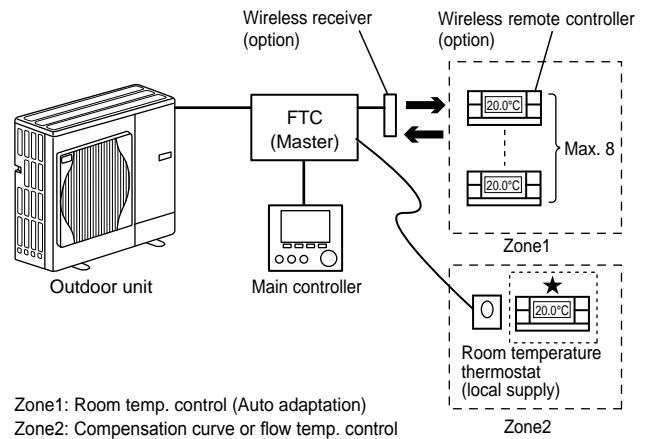 Wireless receiver
(option)
Wireless remote controller
(option)
FTC
(Master)
20.0°C
Max. 8
20.0°C
Zone1
Outdoor unit
Main controller
★
20.0°C
Room temperature
thermostat
(local supply)
Zone2
Zone1: Room temp. control (Auto adaptation)
Zone2: Compensation curve or flow temp. control